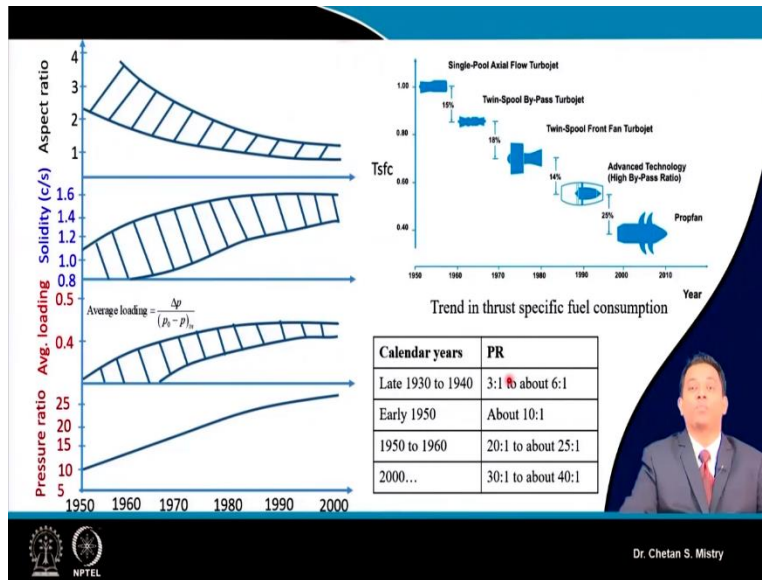 Aspect ratio
4
3
2
1
Solidity (c/s)
1.6
1.4
1.2
1.0
0.8
Avg. loading
0.5
0.4
Average loading = Δp / (p₀ − p)ᵢₙ
Pressure ratio
25
20
15
10
5
1950 1960 1970 1980 1990 2000
Single-Pool Axial Flow Turbojet
Twin-Spool By-Pass Turbojet
Twin-Spool Front Fan Turbojet
Advanced Technology
(High By-Pass Ratio)
Propfan
15%
18%
14%
25%
Tsfc
1.00
0.80
0.60
0.40
1950 1960 1970 1980 1990 2000 2010
Year
Trend in thrust specific fuel consumption
Calendar years PR
Late 1930 to 1940 3:1 to about 6:1
Early 1950 About 10:1
1950 to 1960 20:1 to about 25:1
2000... 30:1 to about 40:1
NPTEL
Dr. Chetan S. Mistry